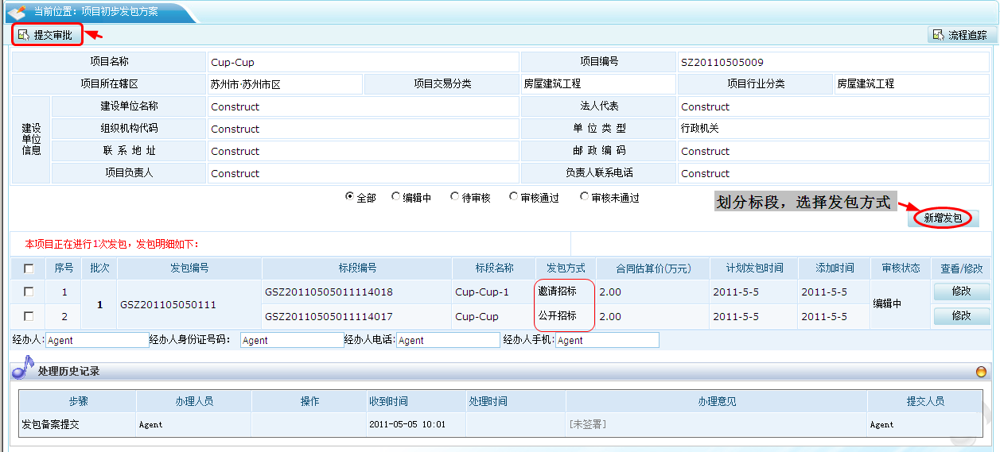 当前位置：项目初步发包方案
提交审批 流程追踪
项目名称 Cup-Cup 项目编号 SZ20110505009
项目所在辖区 苏州市·苏州市区 项目交易分类 房屋建筑工程 项目行业分类 房屋建筑工程
建设单位信息
建设单位名称 Construct 法人代表 Construct
组织机构代码 Construct 单 位 类 型 行政机关
联 系 地 址 Construct 邮 政 编 码 Construct
项目负责人 Construct 负责人联系电话 Construct
全部 编辑中 待审核 审核通过 审核未通过
划分标段，选择发包方式
新增发包
本项目正在进行1次发包，发包明细如下：
序号 批次 发包编号 标段编号 标段名称 发包方式 合同估算价(万元) 计划发包时间 添加时间 审核状态 查看/修改
1 1 GSZ201105050111 GSZ20110505011114018 Cup-Cup-1 邀请招标 2.00 2011-5-5 2011-5-5 编辑中 修改
2 GSZ20110505011114017 Cup-Cup 公开招标 2.00 2011-5-5 2011-5-5 修改
经办人: Agent 经办人身份证号码： Agent 经办人电话: Agent 经办人手机: Agent
处理历史记录
步骤 办理人员 操作 收到时间 处理时间 办理意见 提交人员
发包备案提交 Agent 2011-05-05 10:01 [未签署] Agent